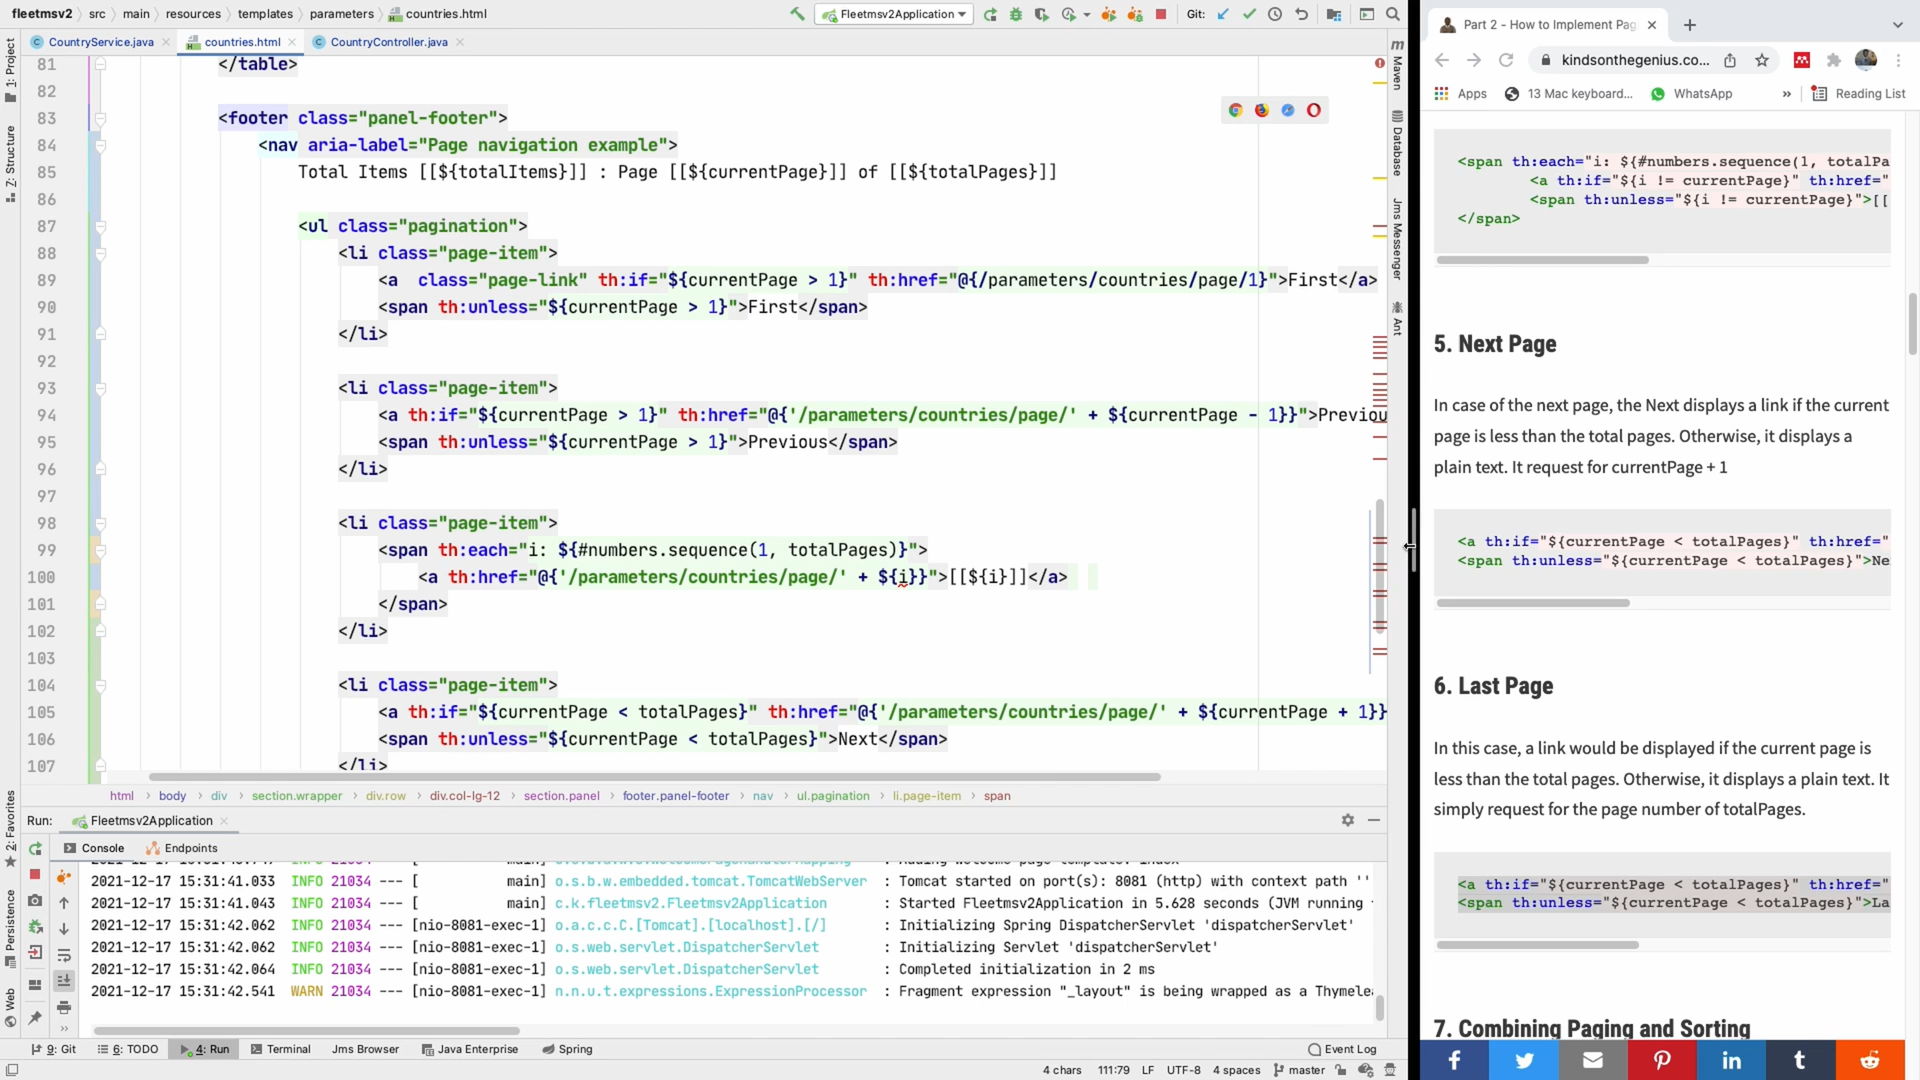 fleetmsv2 › src › main › resources › templates › parameters › countries.html
Fleetmsv2Application
Git:
CountryService.java
countries.html
CountryController.java
81 </table>
82
83 <footer class="panel-footer">
84 <nav aria-label="Page navigation example">
85 Total Items [[${totalItems}]] : Page [[${currentPage}]] of [[${totalPages}]]
86
87 <ul class="pagination">
88 <li class="page-item">
89 <a  class="page-link" th:if="${currentPage > 1}" th:href="@{/parameters/countries/page/1}">First</a>
90 <span th:unless="${currentPage > 1}">First</span>
91 </li>
92
93 <li class="page-item">
94 <a th:if="${currentPage > 1}" th:href="@{'/parameters/countries/page/' + ${currentPage - 1}}">Previou
95 <span th:unless="${currentPage > 1}">Previous</span>
96 </li>
97
98 <li class="page-item">
99 <span th:each="i: ${#numbers.sequence(1, totalPages)}">
100 <a th:href="@{'/parameters/countries/page/' + ${i}}">[[${i}]]</a>
101 </span>
102 </li>
103
104 <li class="page-item">
105 <a th:if="${currentPage < totalPages}" th:href="@{'/parameters/countries/page/' + ${currentPage + 1}}
106 <span th:unless="${currentPage < totalPages}">Next</span>
107 </li>
html › body › div › section.wrapper › div.row › div.col-lg-12 › section.panel › footer.panel-footer › nav › ul.pagination › li.page-item › span
1: Project
Z: Structure
2: Favorites
Persistence
Web
Maven
Database
Jms Messenger
Ant
Run: Fleetmsv2Application
Console
Endpoints
2021-12-17 15:31:41.033 INFO 21034 --- [ main] o.s.b.w.embedded.tomcat.TomcatWebServer : Tomcat started on port(s): 8081 (http) with context path ''
2021-12-17 15:31:41.043 INFO 21034 --- [ main] c.k.fleetmsv2.Fleetmsv2Application : Started Fleetmsv2Application in 5.628 seconds (JVM running
2021-12-17 15:31:42.062 INFO 21034 --- [nio-8081-exec-1] o.a.c.c.C.[Tomcat].[localhost].[/] : Initializing Spring DispatcherServlet 'dispatcherServlet'
2021-12-17 15:31:42.062 INFO 21034 --- [nio-8081-exec-1] o.s.web.servlet.DispatcherServlet : Initializing Servlet 'dispatcherServlet'
2021-12-17 15:31:42.064 INFO 21034 --- [nio-8081-exec-1] o.s.web.servlet.DispatcherServlet : Completed initialization in 2 ms
2021-12-17 15:31:42.541 WARN 21034 --- [nio-8081-exec-1] n.n.u.t.expressions.ExpressionProcessor : Fragment expression "_layout" is being wrapped as a Thymele
9: Git
6: TODO
4: Run
Terminal
Jms Browser
Java Enterprise
Spring
Event Log
4 chars 111:79 LF UTF-8 4 spaces master
Part 2 - How to Implement Pag
kindsonthegenius.co...
Apps
13 Mac keyboard...
WhatsApp
»
Reading List
<span th:each="i: ${#numbers.sequence(1, totalPa
<a th:if="${i != currentPage}" th:href="
<span th:unless="${i != currentPage}">[[
</span>
5. Next Page
In case of the next page, the Next displays a link if the current
page is less than the total pages. Otherwise, it displays a
plain text. It request for currentPage + 1
<a th:if="${currentPage < totalPages}" th:href="
<span th:unless="${currentPage < totalPages}">Ne
6. Last Page
In this case, a link would be displayed if the current page is
less than the total pages. Otherwise, it displays a plain text. It
simply request for the page number of totalPages.
<a th:if="${currentPage < totalPages}" th:href="
<span th:unless="${currentPage < totalPages}">La
7. Combining Paging and Sorting